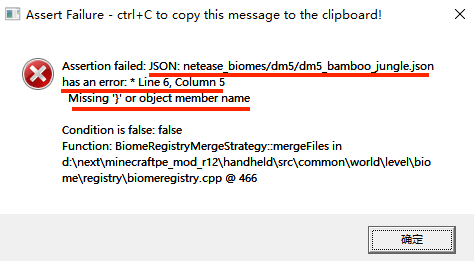 Assert Failure - ctrl+C to copy this message to the clipboard!
Assertion failed: JSON: netease_biomes/dm5/dm5_bamboo_jungle.json
has an error: * Line 6, Column 5
Missing '}' or object member name
Condition is false: false
Function: BiomeRegistryMergeStrategy::mergeFiles in
d:\next\minecraftpe_mod_r12\handheld\src\common\world\level\bio
me\registry\biomeregistry.cpp @ 466
确定